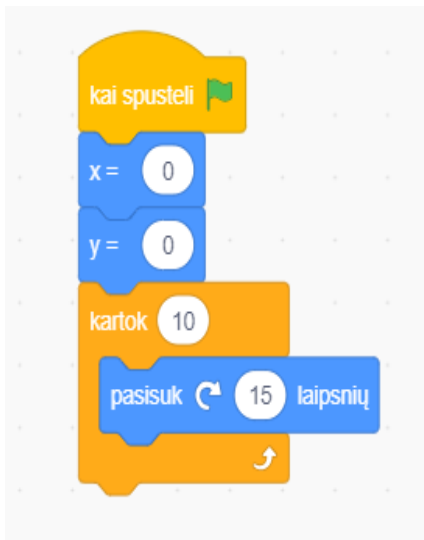 kai spusteli
x = 0
y = 0
kartok 10
pasisuk 15 laipsnių